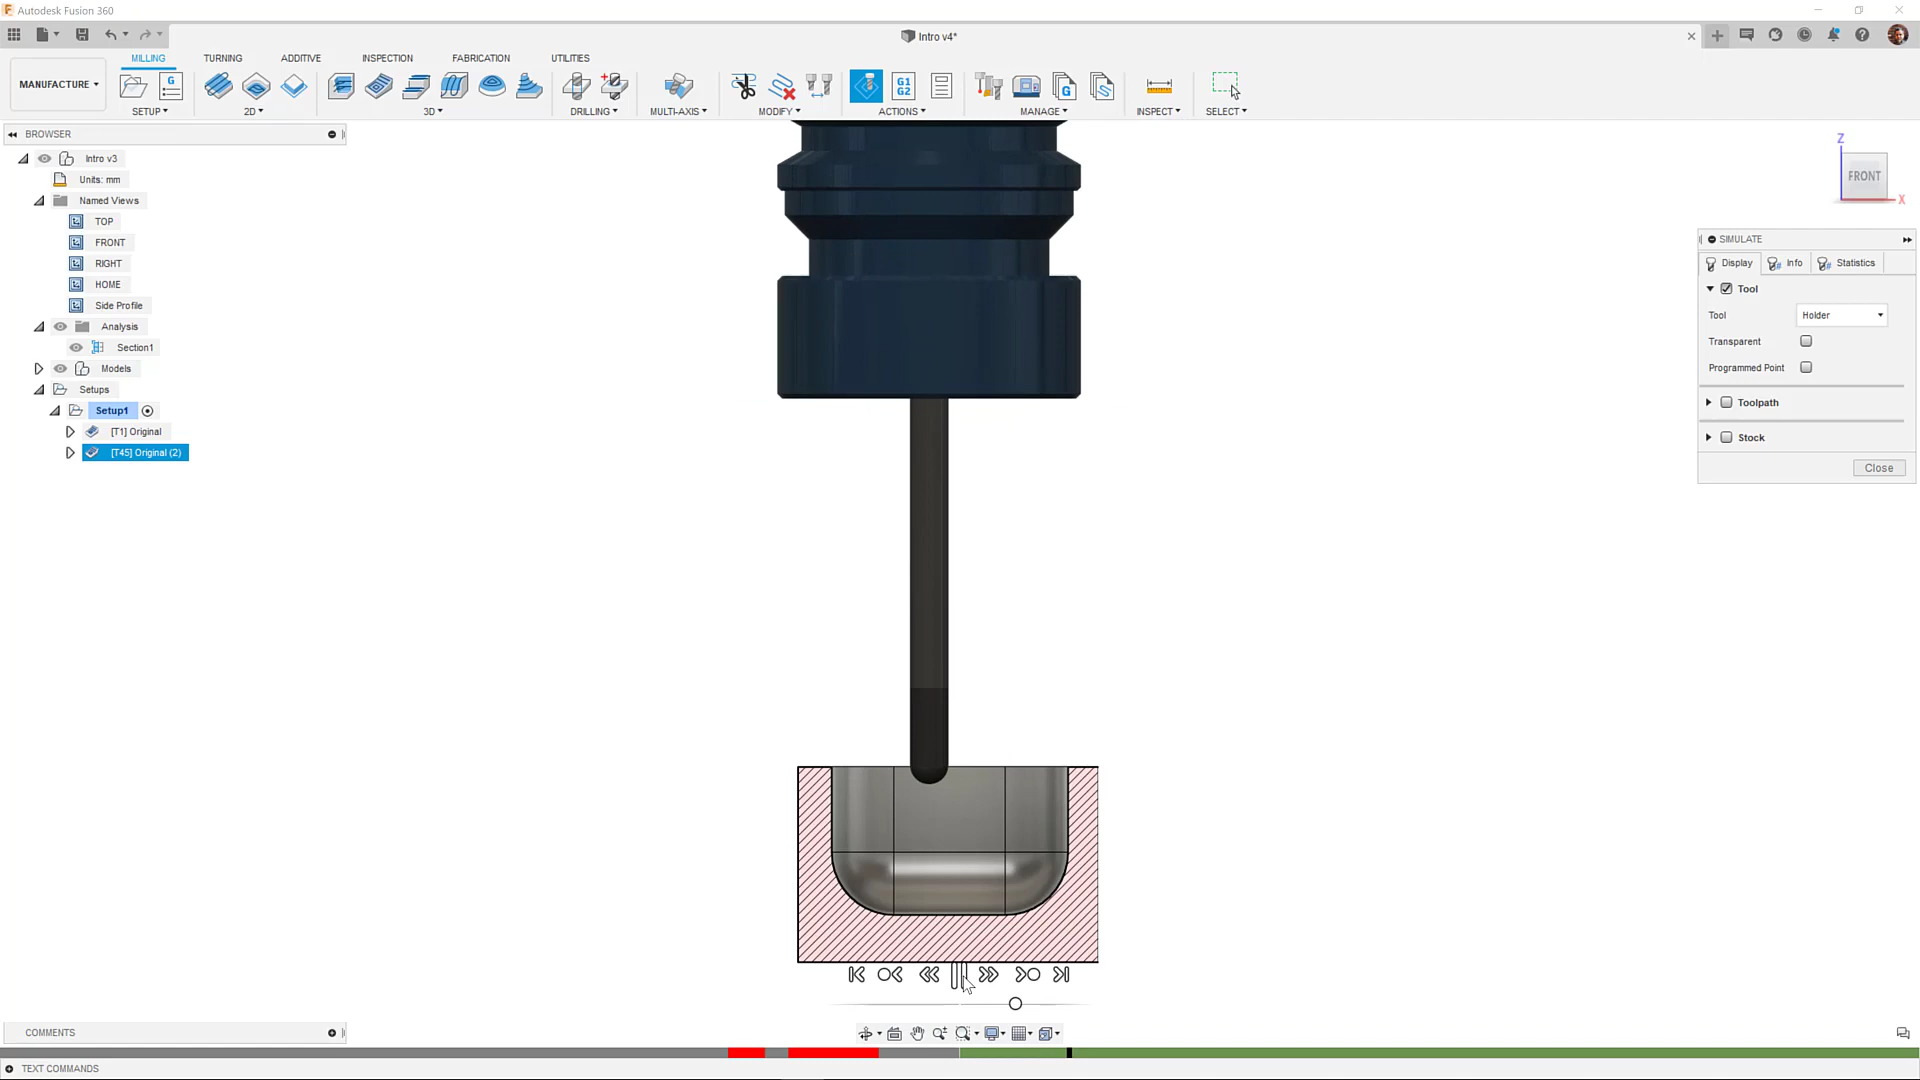 Autodesk Fusion 360
Intro v4*
MILLING TURNING ADDITIVE INSPECTION FABRICATION UTILITIES
MANUFACTURE
G
G1
G2
G
SETUP 2D 3D DRILLING MULTI-AXIS MODIFY ACTIONS MANAGE INSPECT SELECT
BROWSER
Intro v3
Units: mm
Named Views
TOP
FRONT
RIGHT
HOME
Side Profile
Analysis
Section1
Models
Setups
Setup1
[T1] Original
[T45] Original (2)
Z
FRONT
X
SIMULATE
Display Info Statistics
Tool
Tool Holder
Transparent
Programmed Point
Toolpath
Stock
Close
COMMENTS
TEXT COMMANDS